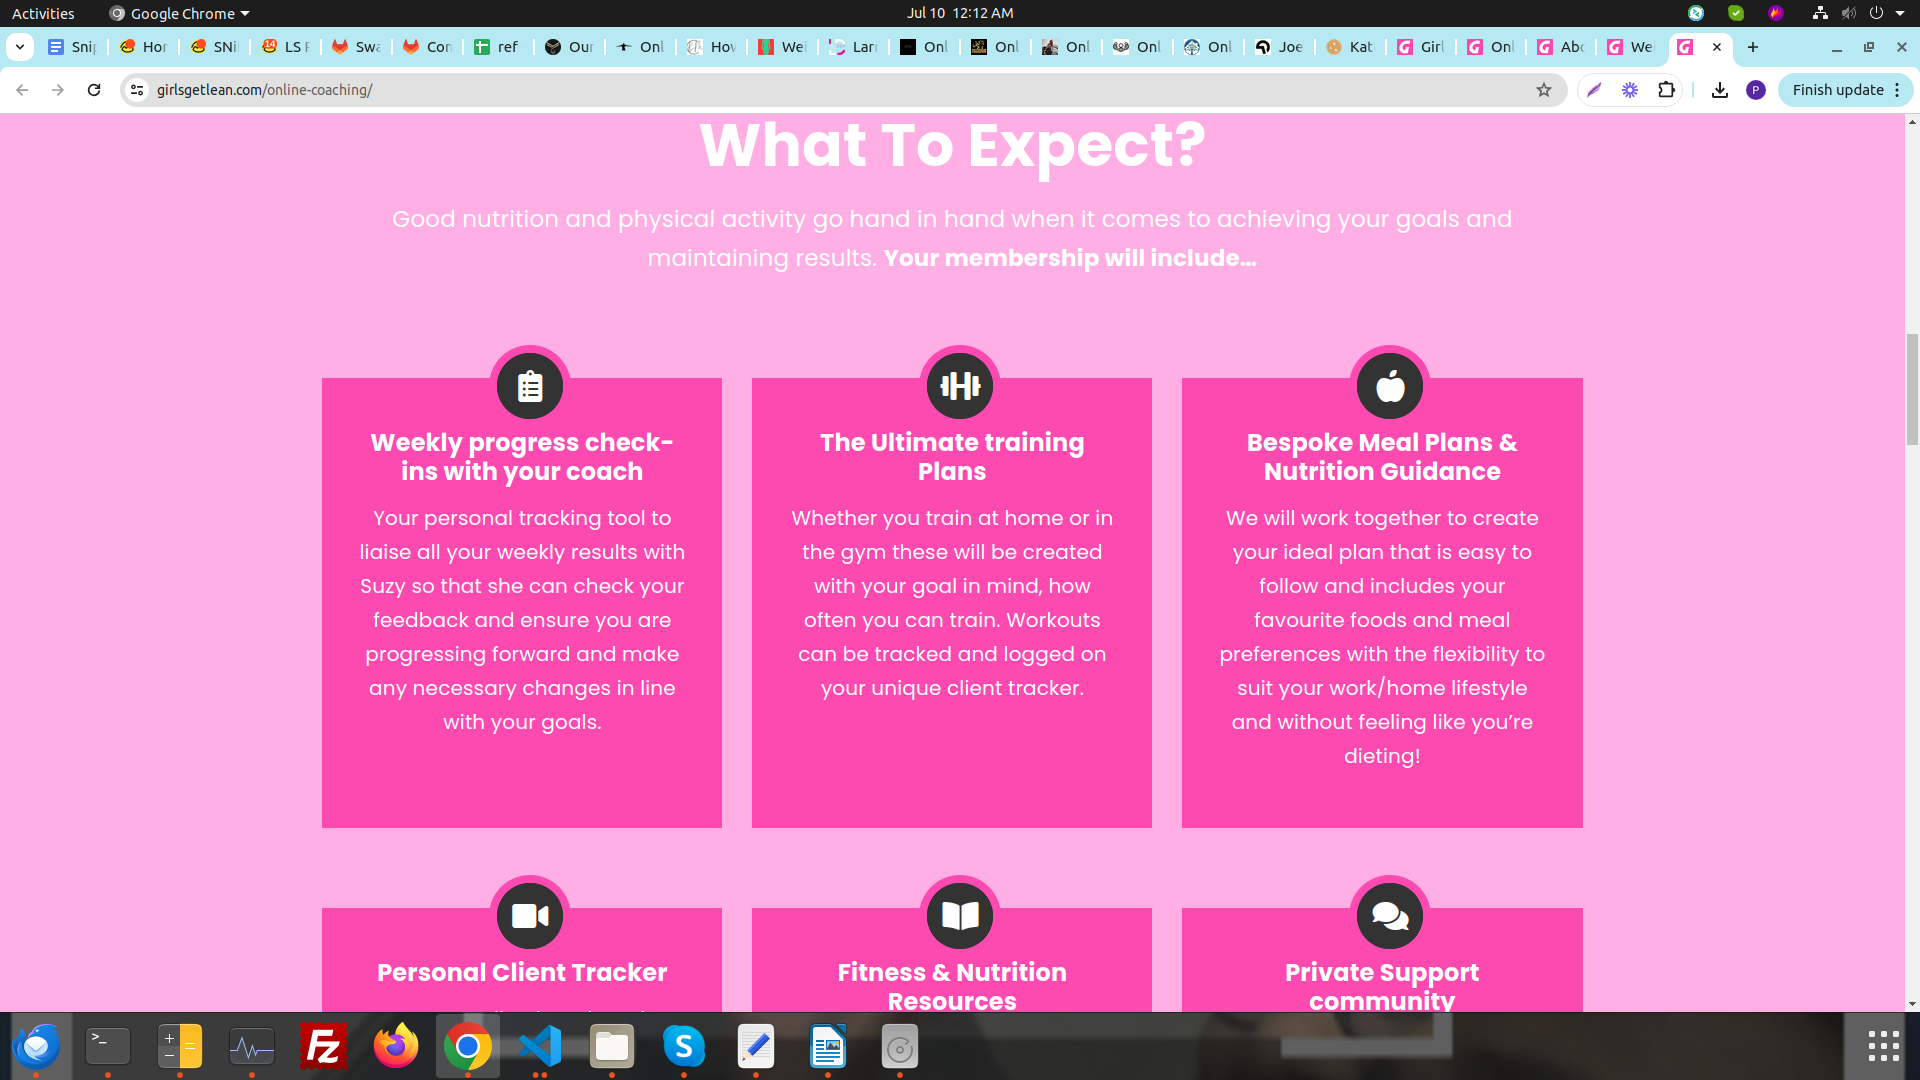 Activities
Google Chrome
Jul 10 12:12 AM
Snip
Hor
SNi
14
LS F
Swa
Con
ref
Our
Onl
Hov
Wei
Larr
Onl
Onl
Onl
Onl
Onl
Joe
Kat
Girl
Onl
Abc
We
girlsgetlean.com/online-coaching/
P
Finish update
What To Expect?
Good nutrition and physical activity go hand in hand when it comes to achieving your goals and
maintaining results. Your membership will include...
Weekly progress check-
ins with your coach
Your personal tracking tool to
liaise all your weekly results with
Suzy so that she can check your
feedback and ensure you are
progressing forward and make
any necessary changes in line
with your goals.
The Ultimate training
Plans
Whether you train at home or in
the gym these will be created
with your goal in mind, how
often you can train. Workouts
can be tracked and logged on
your unique client tracker.
Bespoke Meal Plans &
Nutrition Guidance
We will work together to create
your ideal plan that is easy to
follow and includes your
favourite foods and meal
preferences with the flexibility to
suit your work/home lifestyle
and without feeling like you’re
dieting!
Personal Client Tracker
Fitness & Nutrition
Resources
Private Support
community